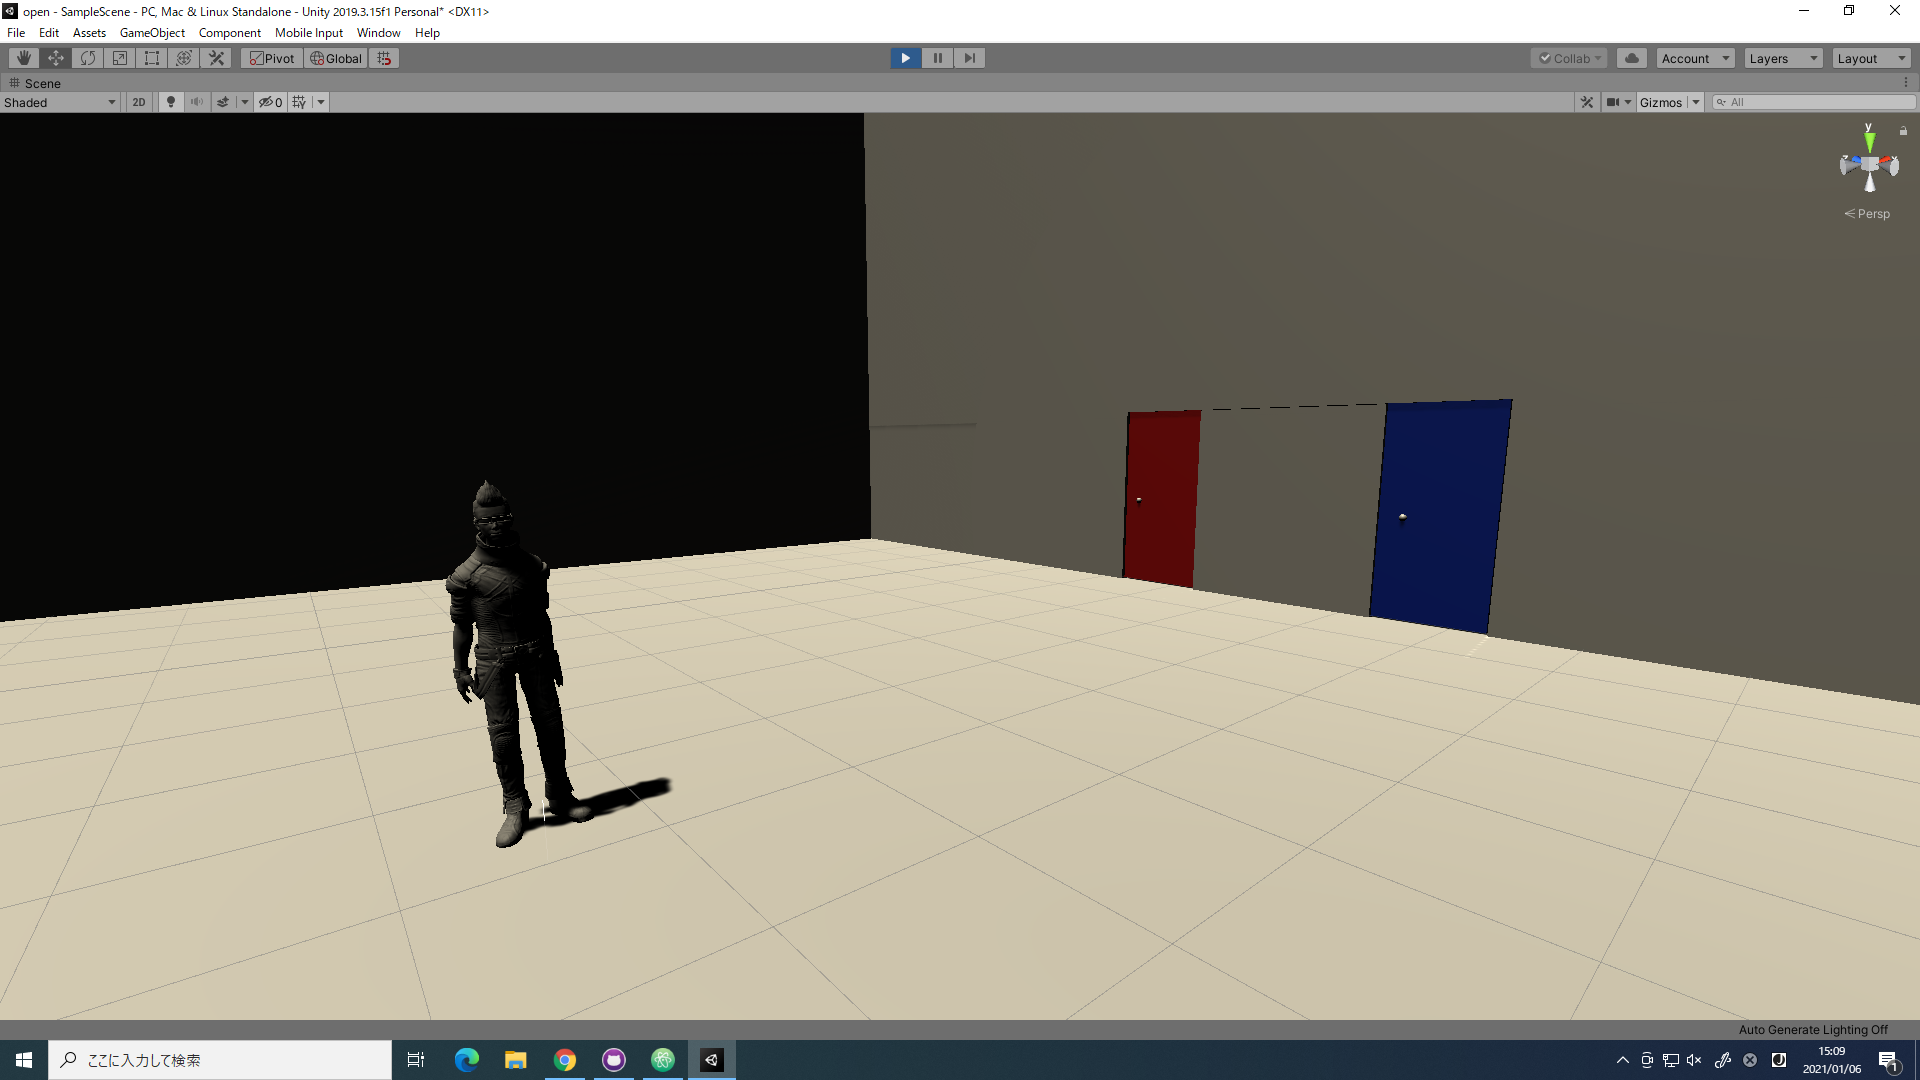 open - SampleScene - PC, Mac & Linux Standalone - Unity 2019.3.15f1 Personal* <DX11>
File Edit Assets GameObject Component Mobile Input Window Help
Pivot Global Collab Account Layers Layout
Scene
Shaded 2D 0 Gizmos All
y
z x
Persp
Auto Generate Lighting Off
ここに入力して検索
15:09
2021/01/06
1